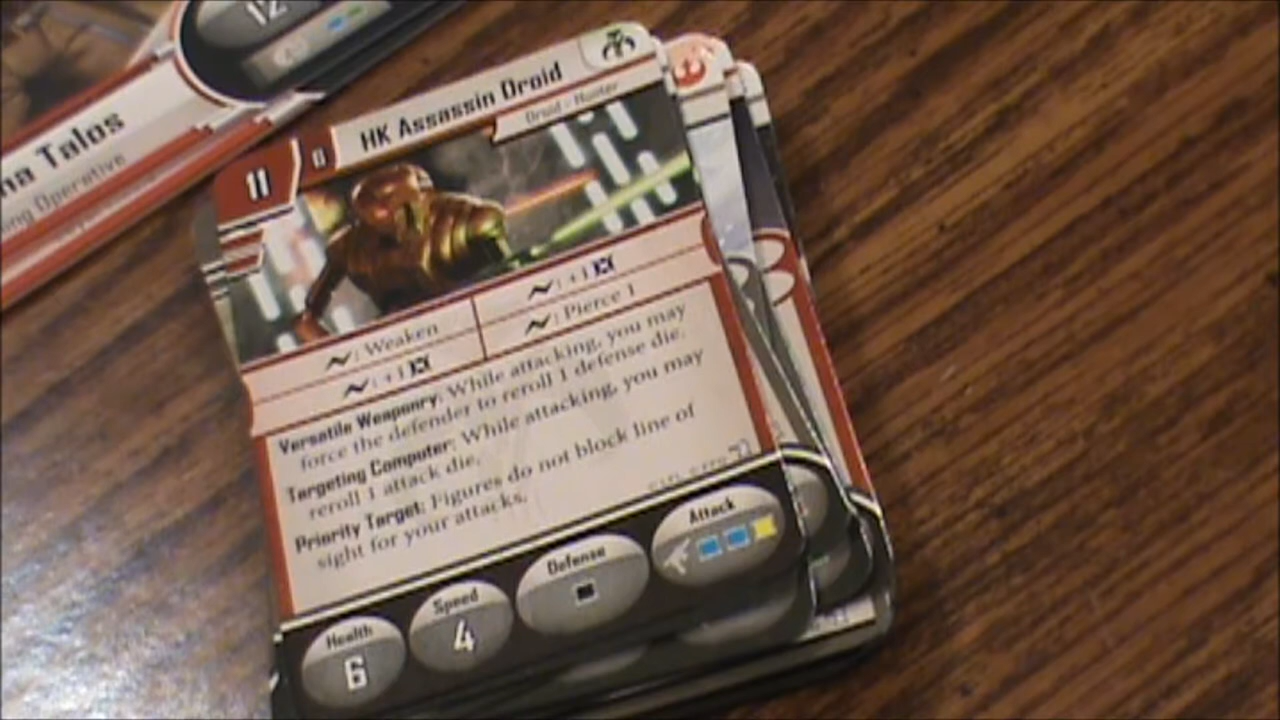 12
Talos
Operative
HK Assassin Droid
Droid - Hunter
11
: Weaken
: +1
: +1
: Pierce 1
Versatile Weaponry: While attacking, you may
force the defender to reroll 1 defense die.
Targeting Computer: While attacking, you may
reroll 1 attack die.
Priority Target: Figures do not block line of
sight for your attacks.
Health
6
Speed
4
Defense
Attack